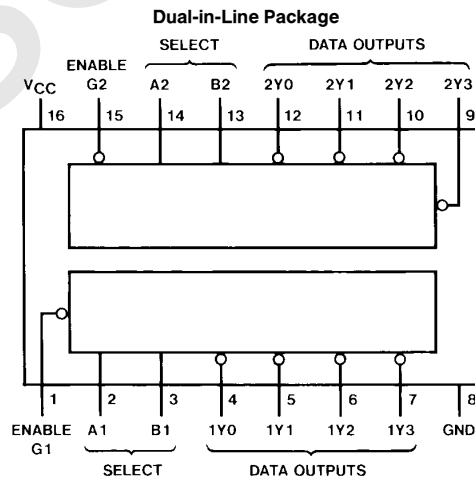 Dual-in-Line Package
SELECT DATA OUTPUTS
ENABLE
VCC G2 A2 B2 2Y0 2Y1 2Y2 2Y3
16 15 14 13 12 11 10 9
1 2 3 4 5 6 7 8
ENABLE A1 B1 1Y0 1Y1 1Y2 1Y3 GND
G1
SELECT DATA OUTPUTS